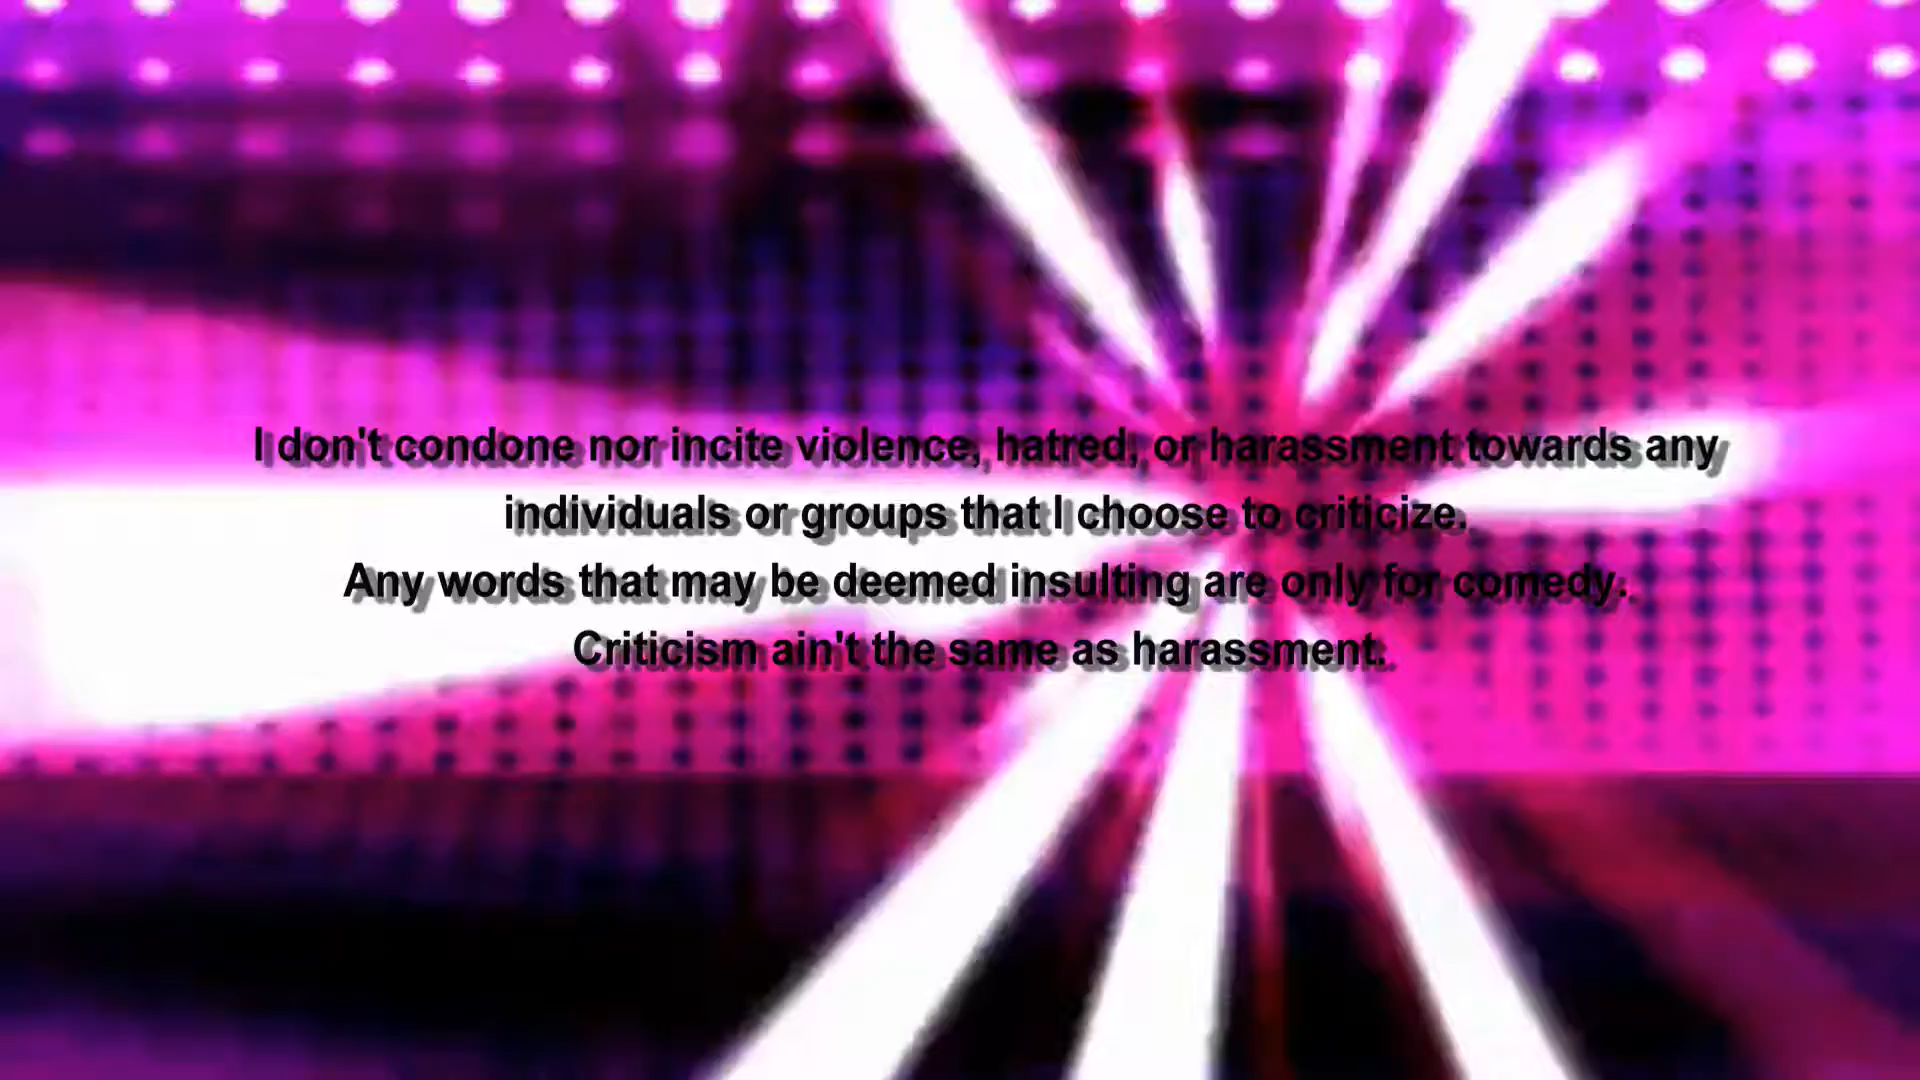 I don't condone nor incite violence, hatred, or harassment towards any
individuals or groups that I choose to criticize.
Any words that may be deemed insulting are only for comedy.
Criticism ain't the same as harassment.